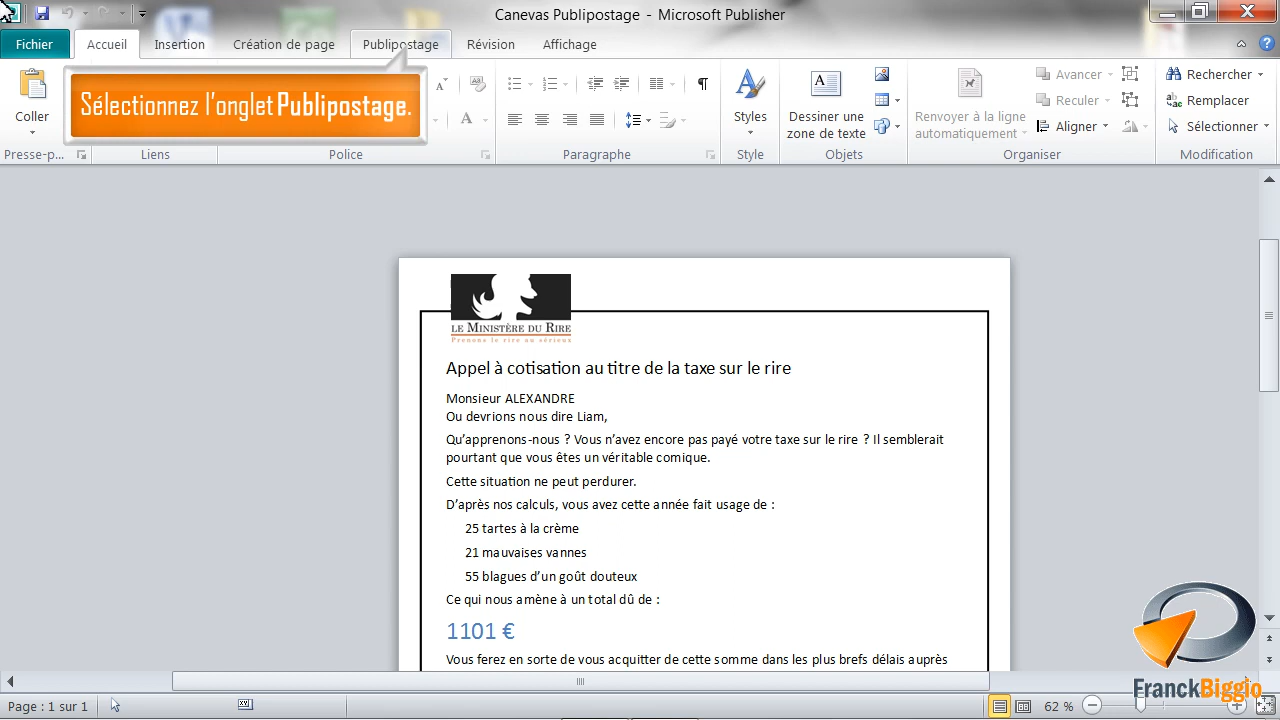 Canevas Publipostage - Microsoft Publisher
Fichier Accueil Insertion Création de page Publipostage Révision Affichage
Sélectionnez l'onglet Publipostage.
Coller
Styles
Dessiner une
zone de texte
Renvoyer à la ligne
automatiquement
Avancer
Reculer
Aligner
Rechercher
Remplacer
Sélectionner
Presse-p... Liens Police Paragraphe Style Objets Organiser Modification
LE MINISTÈRE DU RIRE
Prenons le rire au sérieux
Appel à cotisation au titre de la taxe sur le rire
Monsieur ALEXANDRE
Ou devrions nous dire Liam,
Qu'apprenons-nous ? Vous n'avez encore pas payé votre taxe sur le rire ? Il semblerait
pourtant que vous êtes un véritable comique.
Cette situation ne peut perdurer.
D'après nos calculs, vous avez cette année fait usage de :
25 tartes à la crème
21 mauvaises vannes
55 blagues d'un goût douteux
Ce qui nous amène à un total dû de :
1101 €
Vous ferez en sorte de vous acquitter de cette somme dans les plus brefs délais auprès
FranckBiggio
Page : 1 sur 1
62 %